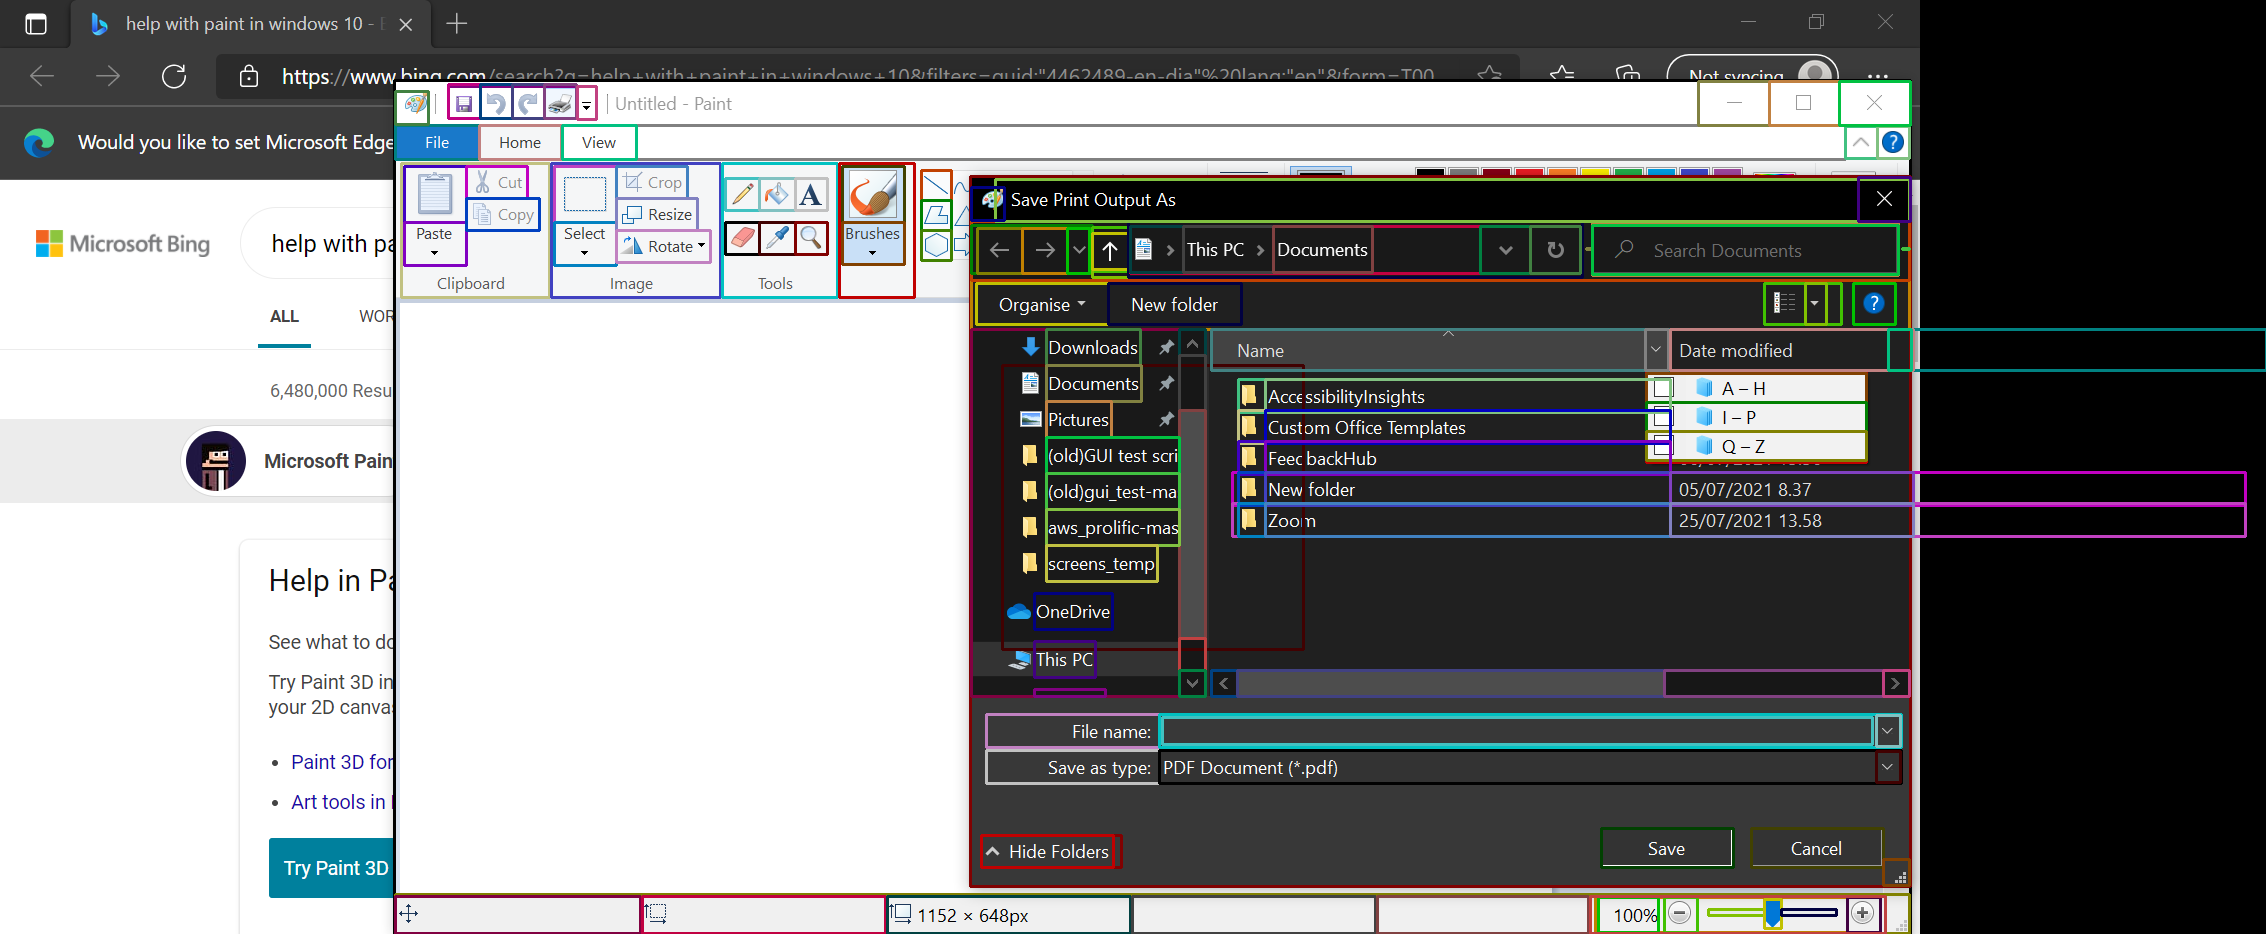 help with paint in windows 10 -
https://www.bing.com/search?q=help+with+paint+in+windows+10&filters=guid:"4462489-en-dia"%20lang:"en"&form=T00
Not syncing
Untitled - Paint
Would you like to set Microsoft Edge
File
Home
View
Cut
Copy
Paste
Clipboard
Select
Crop
Resize
Rotate
Image
A
Tools
Brushes
Microsoft Bing
help with pa
ALL
WOR
6,480,000 Resu
Microsoft Pain
Help in Pa
See what to do
Try Paint 3D in
your 2D canvas
Paint 3D for
Art tools in
Try Paint 3D
Save Print Output As
This PC
Documents
Search Documents
Organise
New folder
Downloads
Documents
Pictures
(old)GUI test scri
(old)gui_test-ma
aws_prolific-mas
screens_temp
OneDrive
This PC
Name
Date modified
AccessibilityInsights
Custom Office Templates
FeedbackHub
New folder
05/07/2021 8.37
Zoom
25/07/2021 13.58
A – H
I – P
Q – Z
File name:
Save as type:
PDF Document (*.pdf)
Hide Folders
Save
Cancel
1152 × 648px
100%